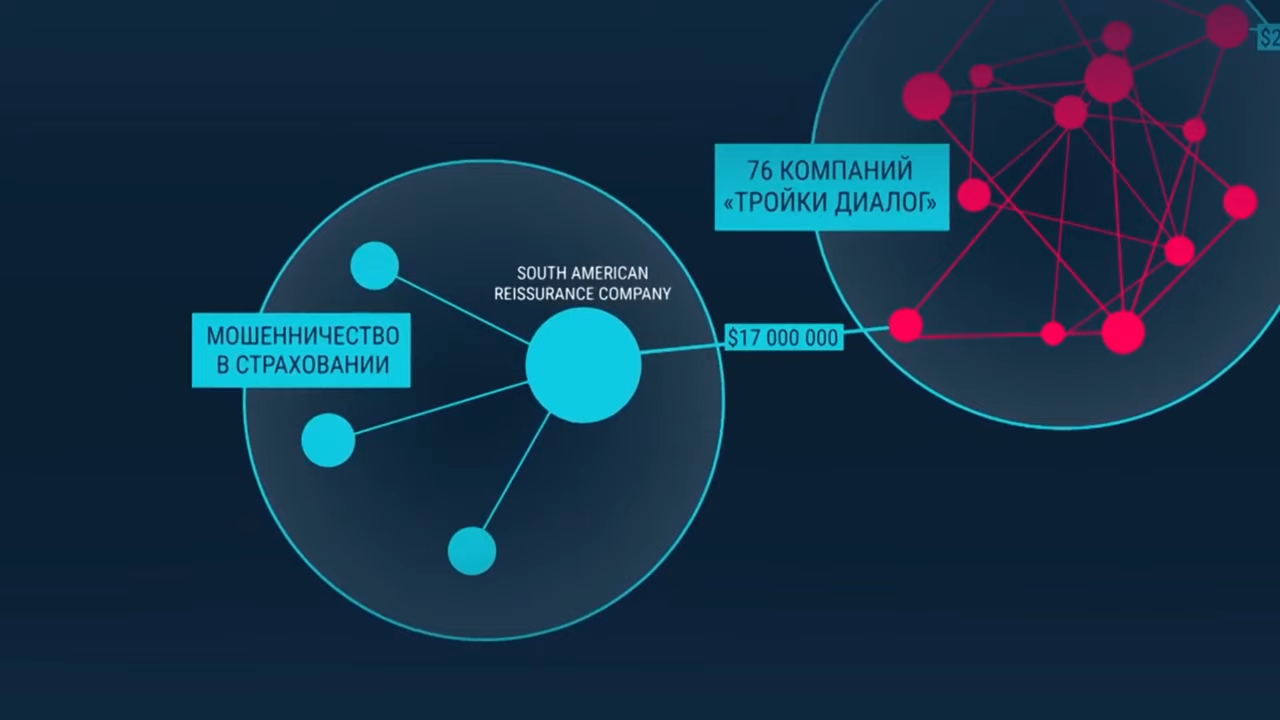 76 КОМПАНИЙ
«ТРОЙКИ ДИАЛОГ»
SOUTH AMERICAN
REISSURANCE COMPANY
МОШЕННИЧЕСТВО
В СТРАХОВАНИИ
$17 000 000